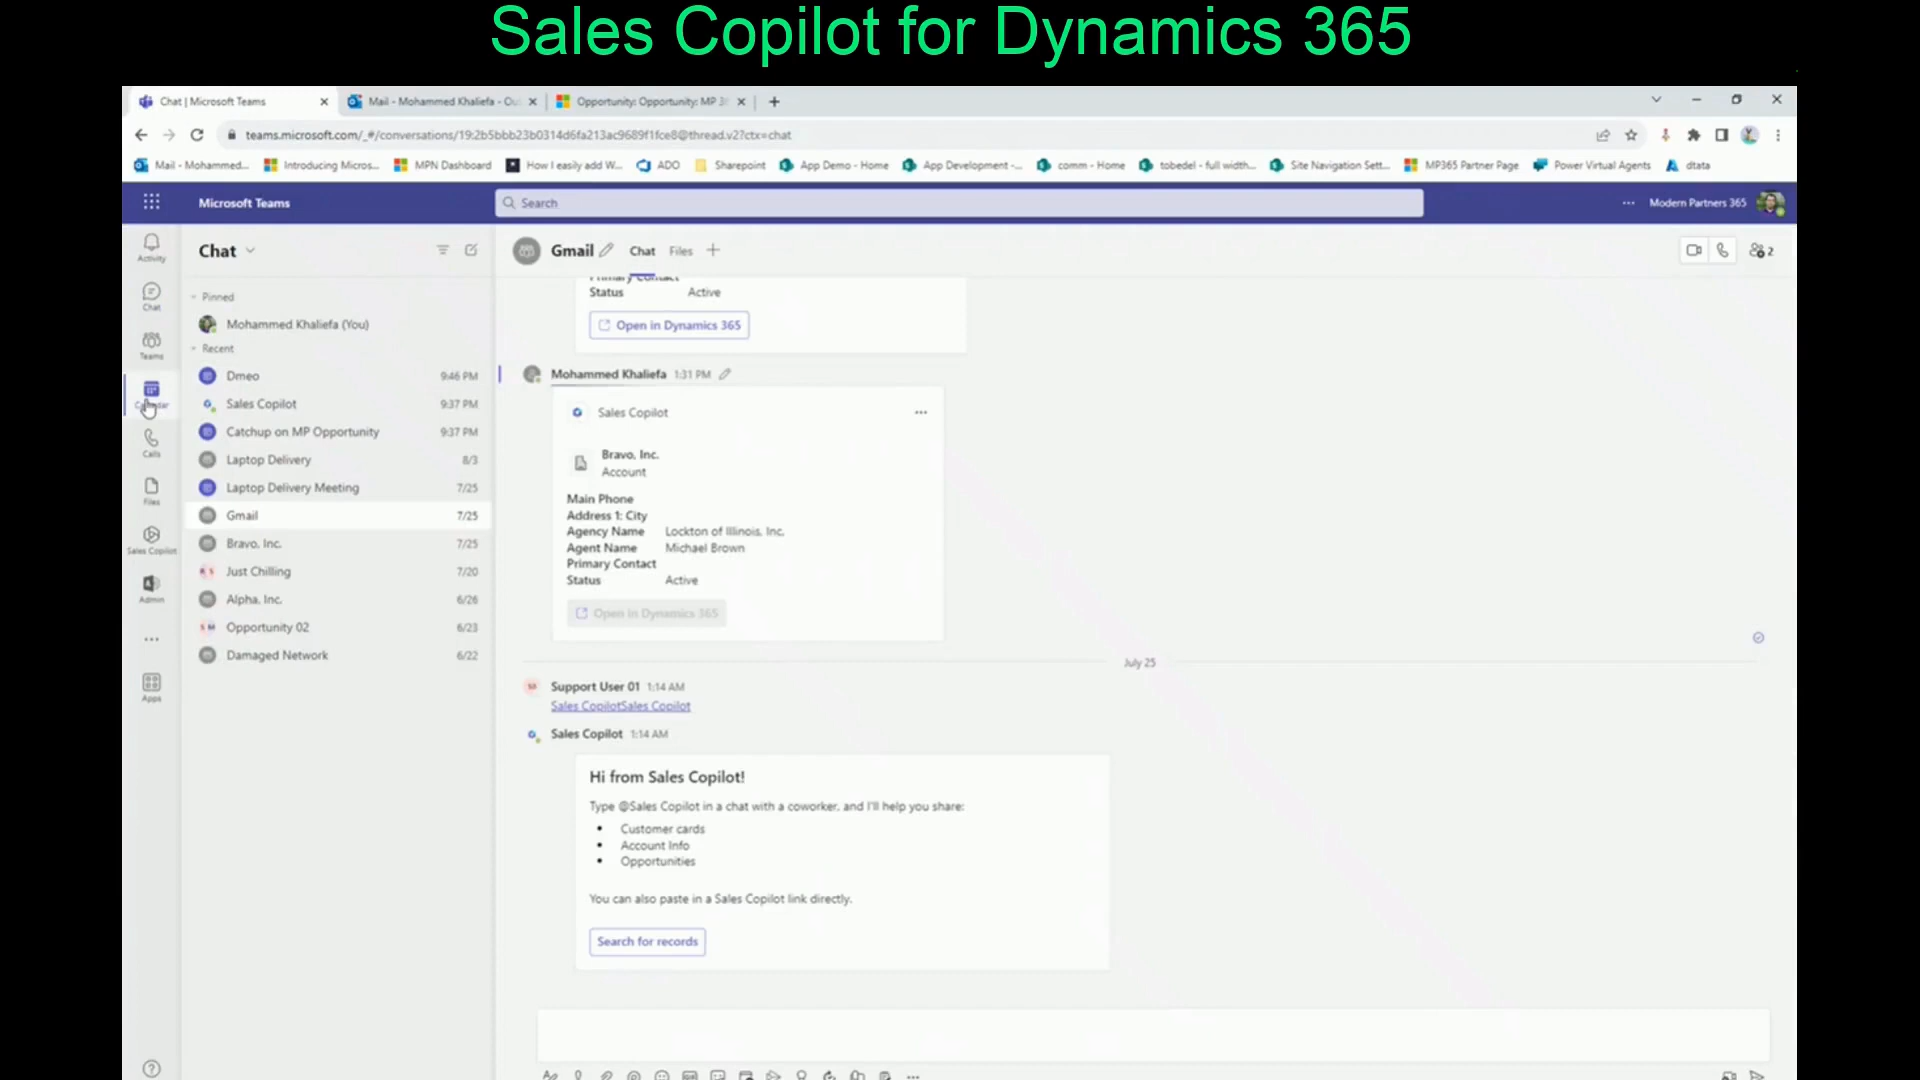 Sales Copilot for Dynamics 365
Chat | Microsoft Teams
Mail - Mohammed Khaliefa - Ou
Opportunity: Opportunity: MP 3
teams.microsoft.com/_#/conversations/19:2b5bbb23b0314d6fa213ac9689f1fce8@thread.v2?ctx=chat
Mail - Mohammed...
Introducing Micros...
MPN Dashboard
How I easily add W...
ADO
Sharepoint
App Demo - Home
App Development -...
comm - Home
tobedel - full width...
Site Navigation Sett...
MP365 Partner Page
Power Virtual Agents
dtata
Microsoft Teams
Search
Modern Partners 365
Activity
Chat
Teams
Calendar
Calls
Files
Sales Copilot
Admin
Apps
Chat
Pinned
Mohammed Khaliefa (You)
Recent
Dmeo 9:46 PM
Sales Copilot 9:37 PM
Catchup on MP Opportunity 9:37 PM
Laptop Delivery 8/3
Laptop Delivery Meeting 7/25
Gmail 7/25
Bravo, Inc. 7/25
Just Chilling 7/20
Alpha, Inc. 6/26
Opportunity 02 6/23
Damaged Network 6/22
Gmail
Chat
Files
2
Primary Contact
Status Active
Open in Dynamics 365
Mohammed Khaliefa 1:31 PM
Sales Copilot
Bravo, Inc.
Account
Main Phone
Address 1: City
Agency Name Lockton of Illinois, Inc.
Agent Name Michael Brown
Primary Contact
Status Active
Open in Dynamics 365
July 25
Support User 01 1:14 AM
Sales CopilotSales Copilot
Sales Copilot 1:14 AM
Hi from Sales Copilot!
Type @Sales Copilot in a chat with a coworker, and I'll help you share:
• Customer cards
• Account Info
• Opportunities
You can also paste in a Sales Copilot link directly.
Search for records